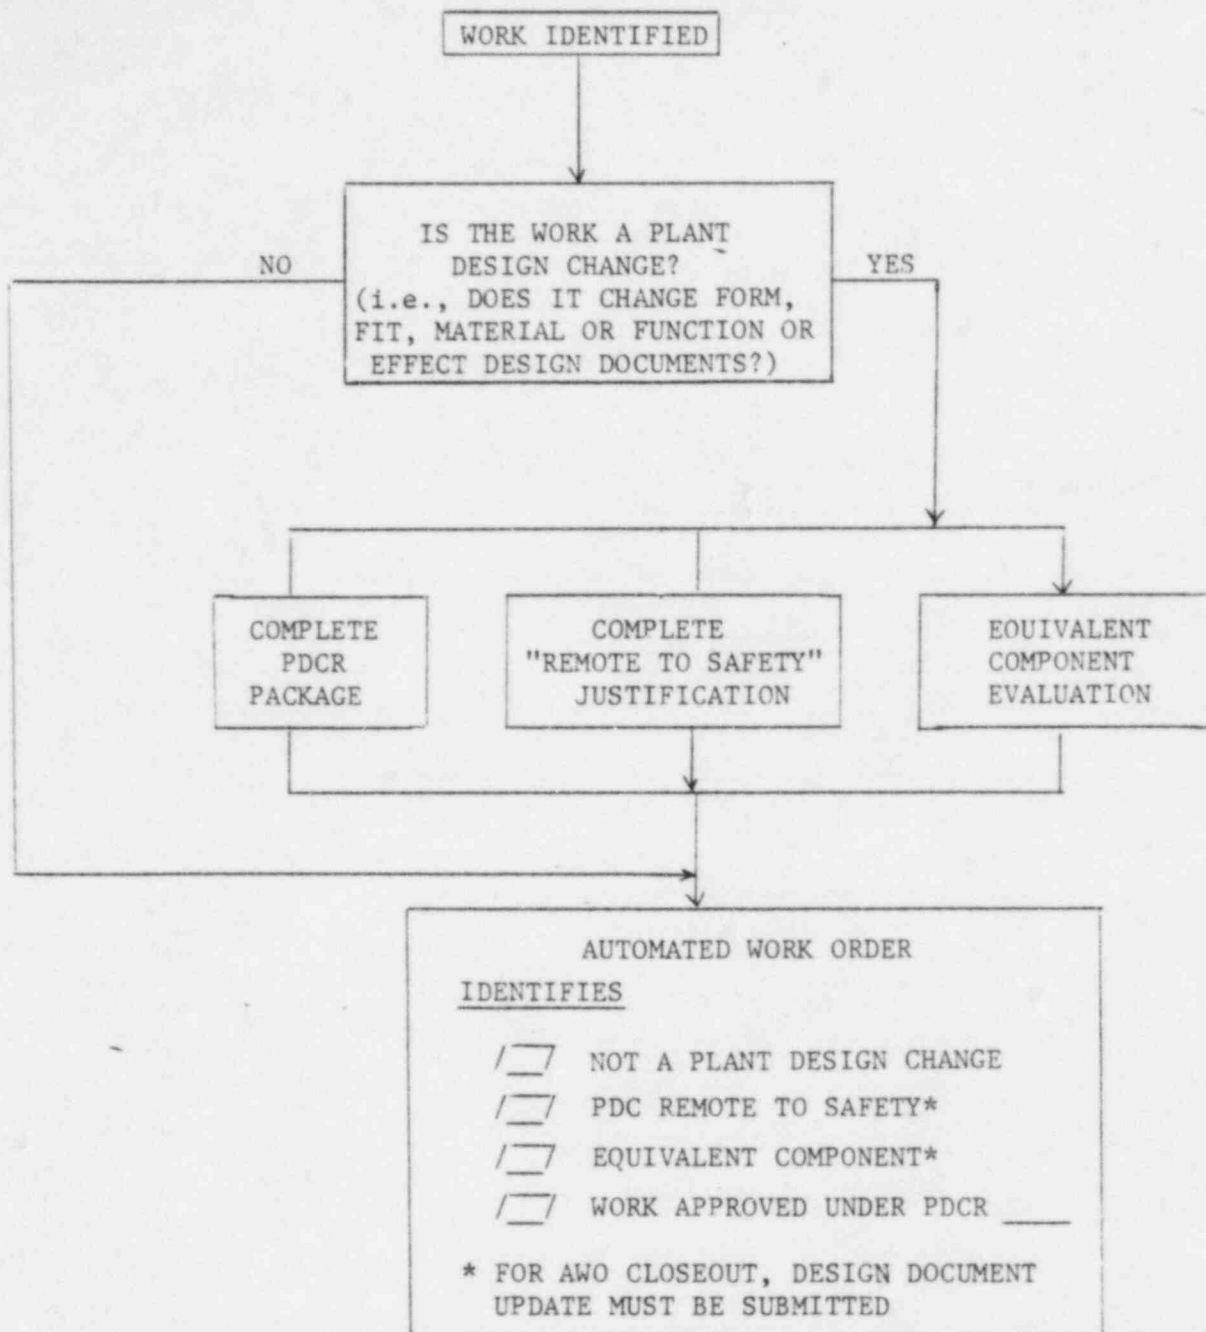 WORK IDENTIFIED
IS THE WORK A PLANT
DESIGN CHANGE?
(i.e., DOES IT CHANGE FORM,
FIT, MATERIAL OR FUNCTION OR
EFFECT DESIGN DOCUMENTS?)
NO
YES
COMPLETE
PDCR
PACKAGE
COMPLETE
"REMOTE TO SAFETY"
JUSTIFICATION
EQUIVALENT
COMPONENT
EVALUATION
AUTOMATED WORK ORDER
IDENTIFIES
NOT A PLANT DESIGN CHANGE
PDC REMOTE TO SAFETY*
EQUIVALENT COMPONENT*
WORK APPROVED UNDER PDCR ____
* FOR AWO CLOSEOUT, DESIGN DOCUMENT
UPDATE MUST BE SUBMITTED